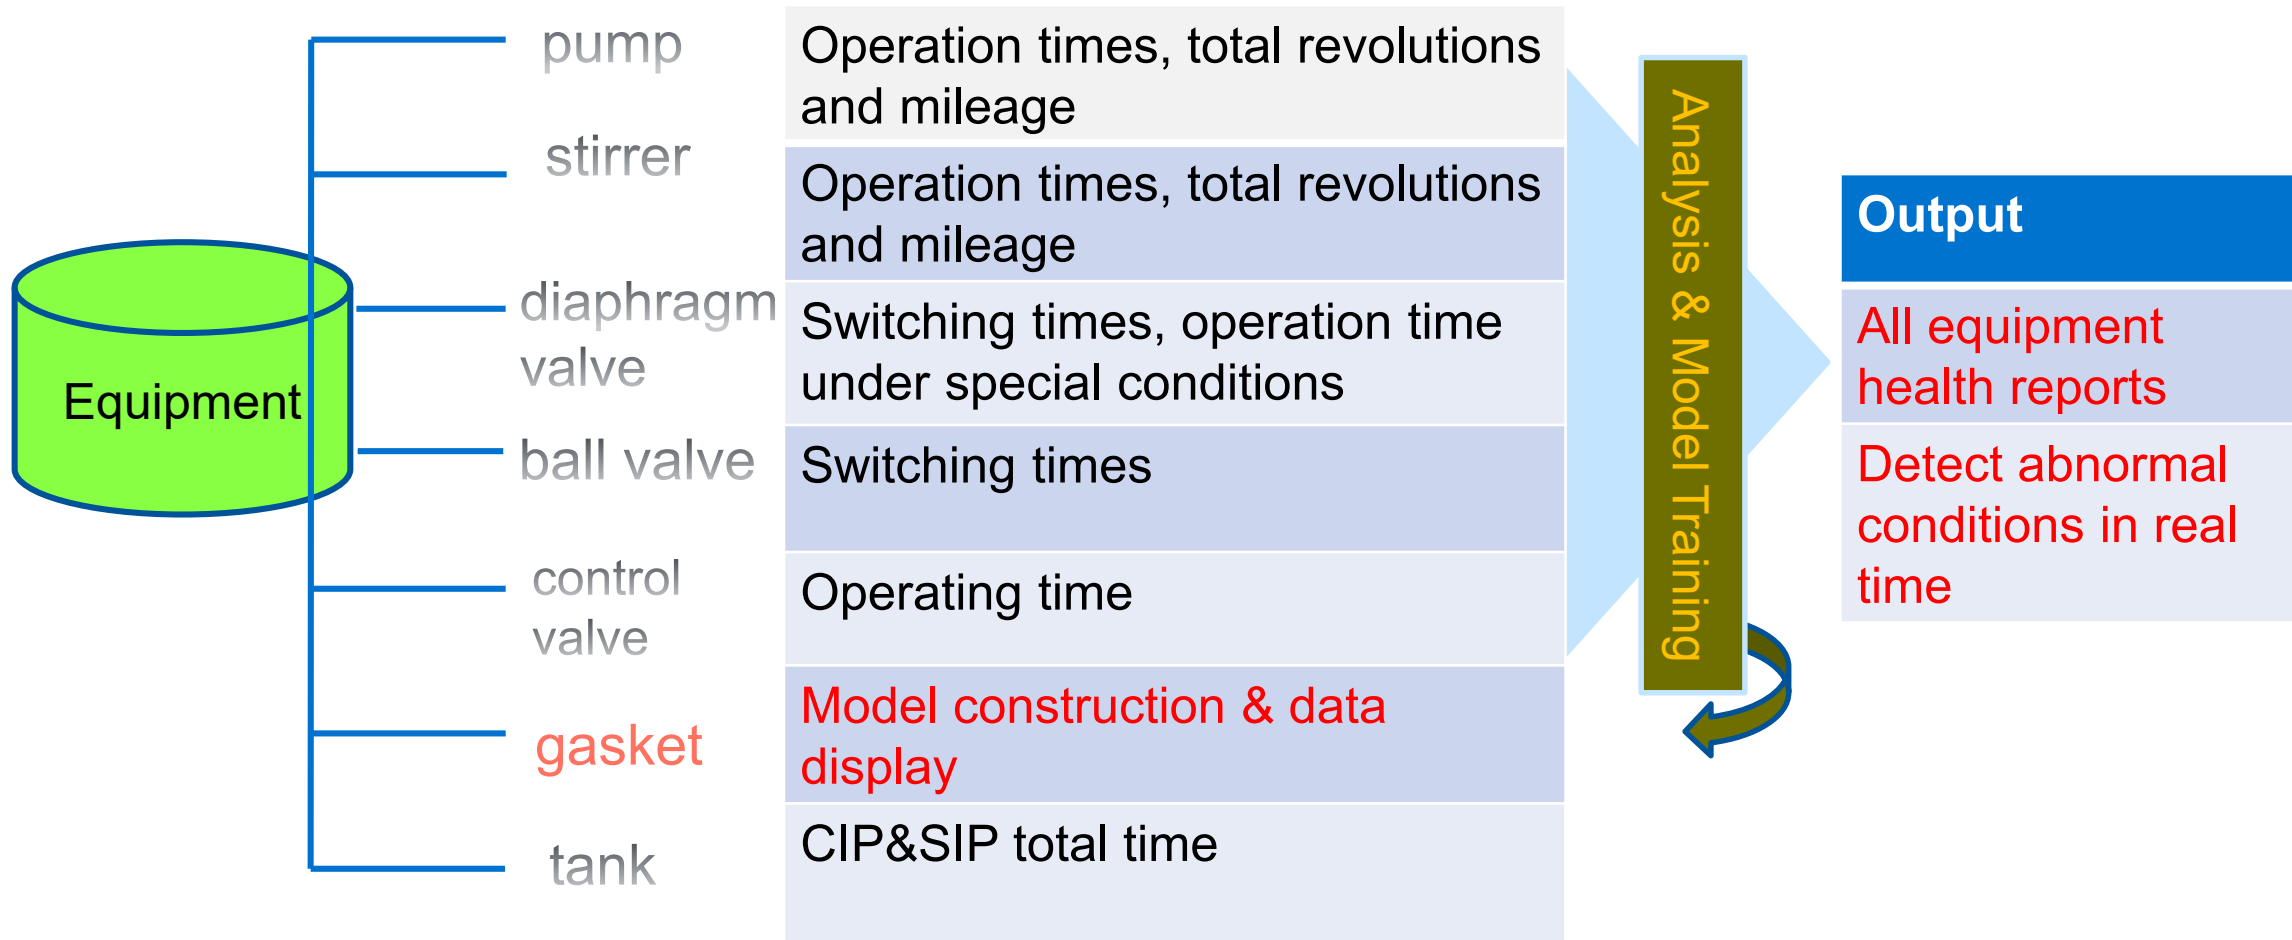 Equipment
pump
Operation times, total revolutions
and mileage
stirrer
Operation times, total revolutions
and mileage
diaphragm
valve
Switching times, operation time
under special conditions
ball valve
Switching times
control
valve
Operating time
gasket
Model construction & data
display
tank
CIP&SIP total time
Analysis & Model Training
Output
All equipment
health reports
Detect abnormal
conditions in real
time